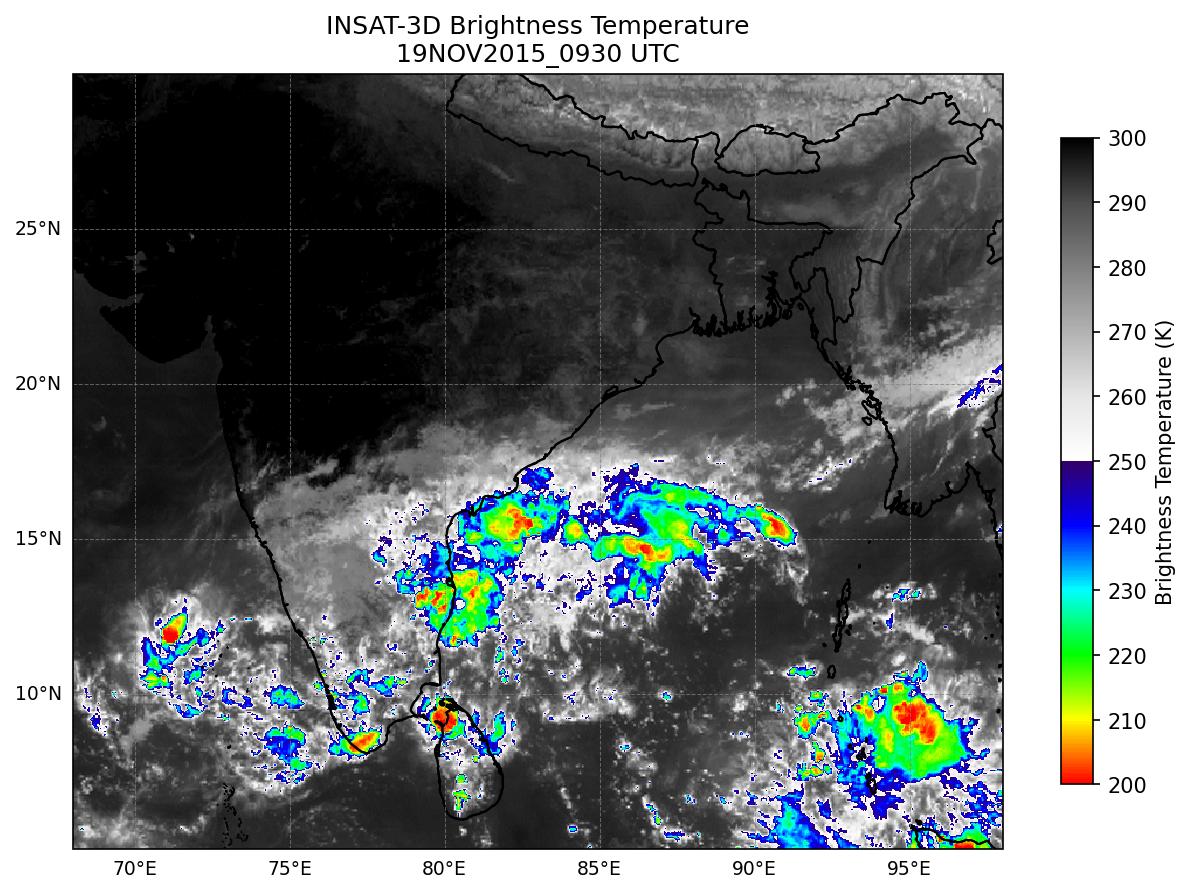 INSAT-3D Brightness Temperature
19NOV2015_0930 UTC
25°N
20°N
15°N
10°N
70°E
75°E
80°E
85°E
90°E
95°E
300
290
280
270
260
250
240
230
220
210
200
Brightness Temperature (K)